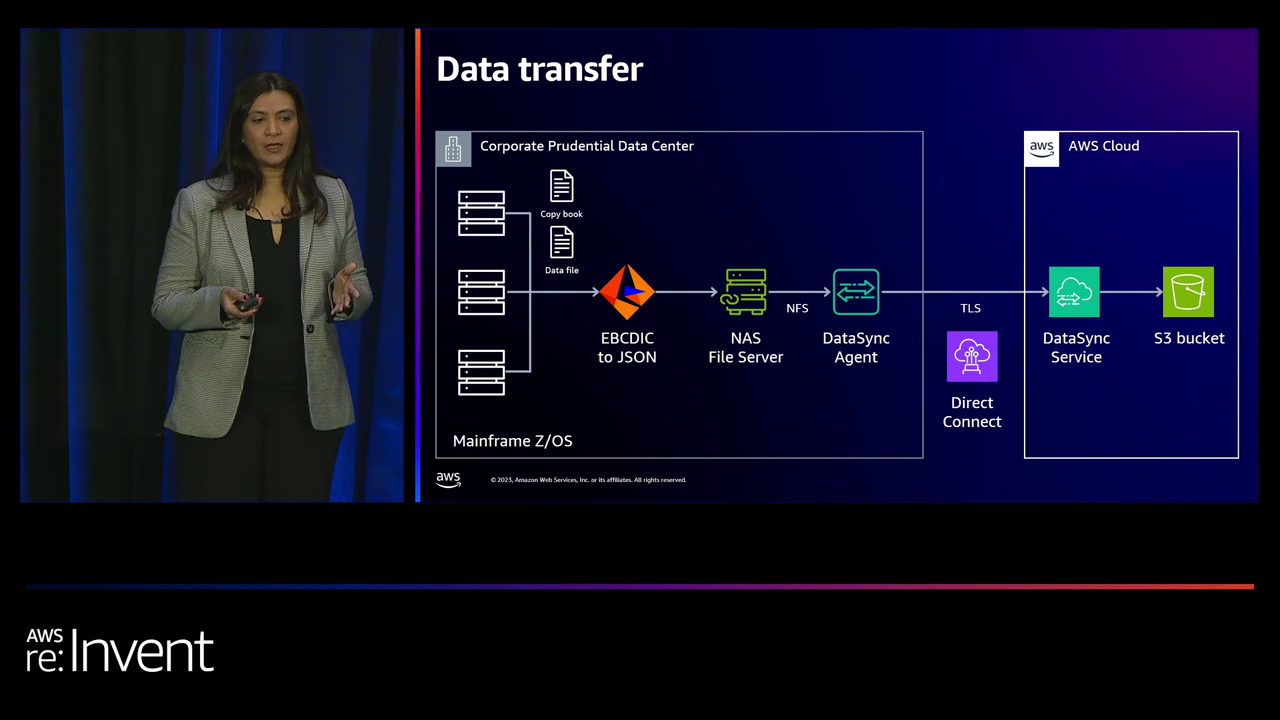 Data transfer
Corporate Prudential Data Center
aws
AWS Cloud
Copy book
Data file
NFS
TLS
EBCDIC
to JSON
NAS
File Server
DataSync
Agent
DataSync
Service
S3 bucket
Direct
Connect
Mainframe Z/OS
aws
© 2023, Amazon Web Services, Inc. or its affiliates. All rights reserved.
AWS
re:Invent